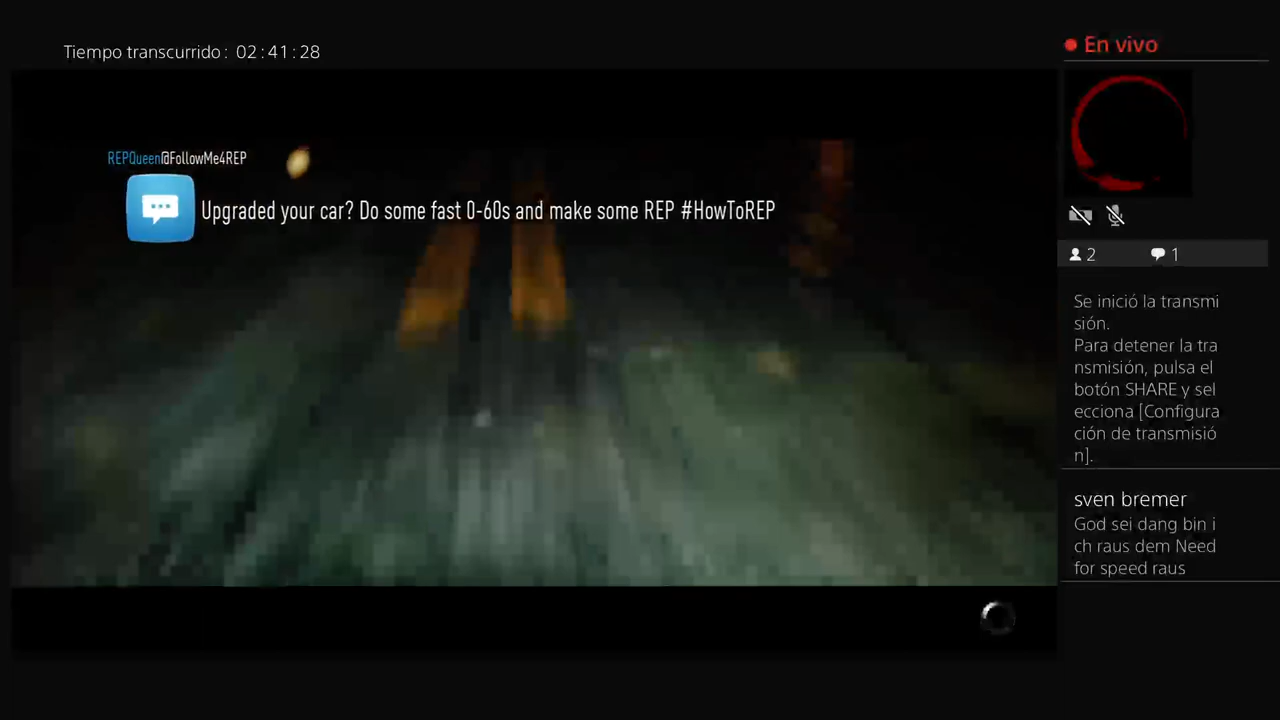 Tiempo transcurrido: 02:41:28
En vivo
REPQueen@FollowMe4REP
Upgraded your car? Do some fast 0-60s and make some REP #HowToREP
2 1
Se inició la transmi
sión.
Para detener la tra
nsmisión, pulsa el
botón SHARE y sel
ecciona [Configura
ción de transmisió
n].
sven bremer
God sei dang bin i
ch raus dem Need
for speed raus